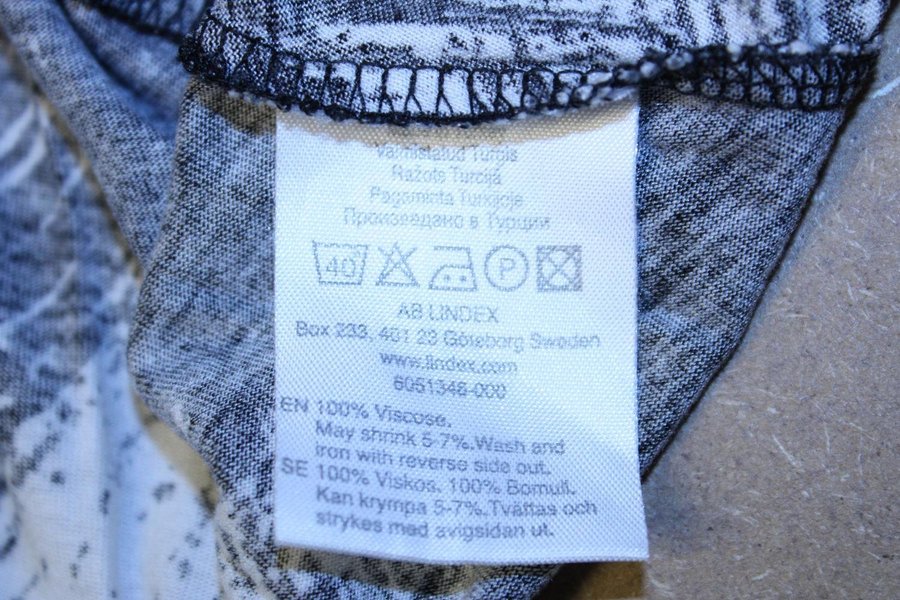 Valmistatud Türgis
Ražots Turcijā
Pagaminta Turkijoje
Произведено в Турции
40
P
AB LINDEX
Box 233, 401 23 Göteborg Sweden
www.lindex.com
6051348-000
EN 100% Viscose.
May shrink 5-7%.Wash and
iron with reverse side out.
SE 100% Viskos. 100% Bomull.
Kan krympa 5-7%.Tvättas och
strykes med avigsidan ut.